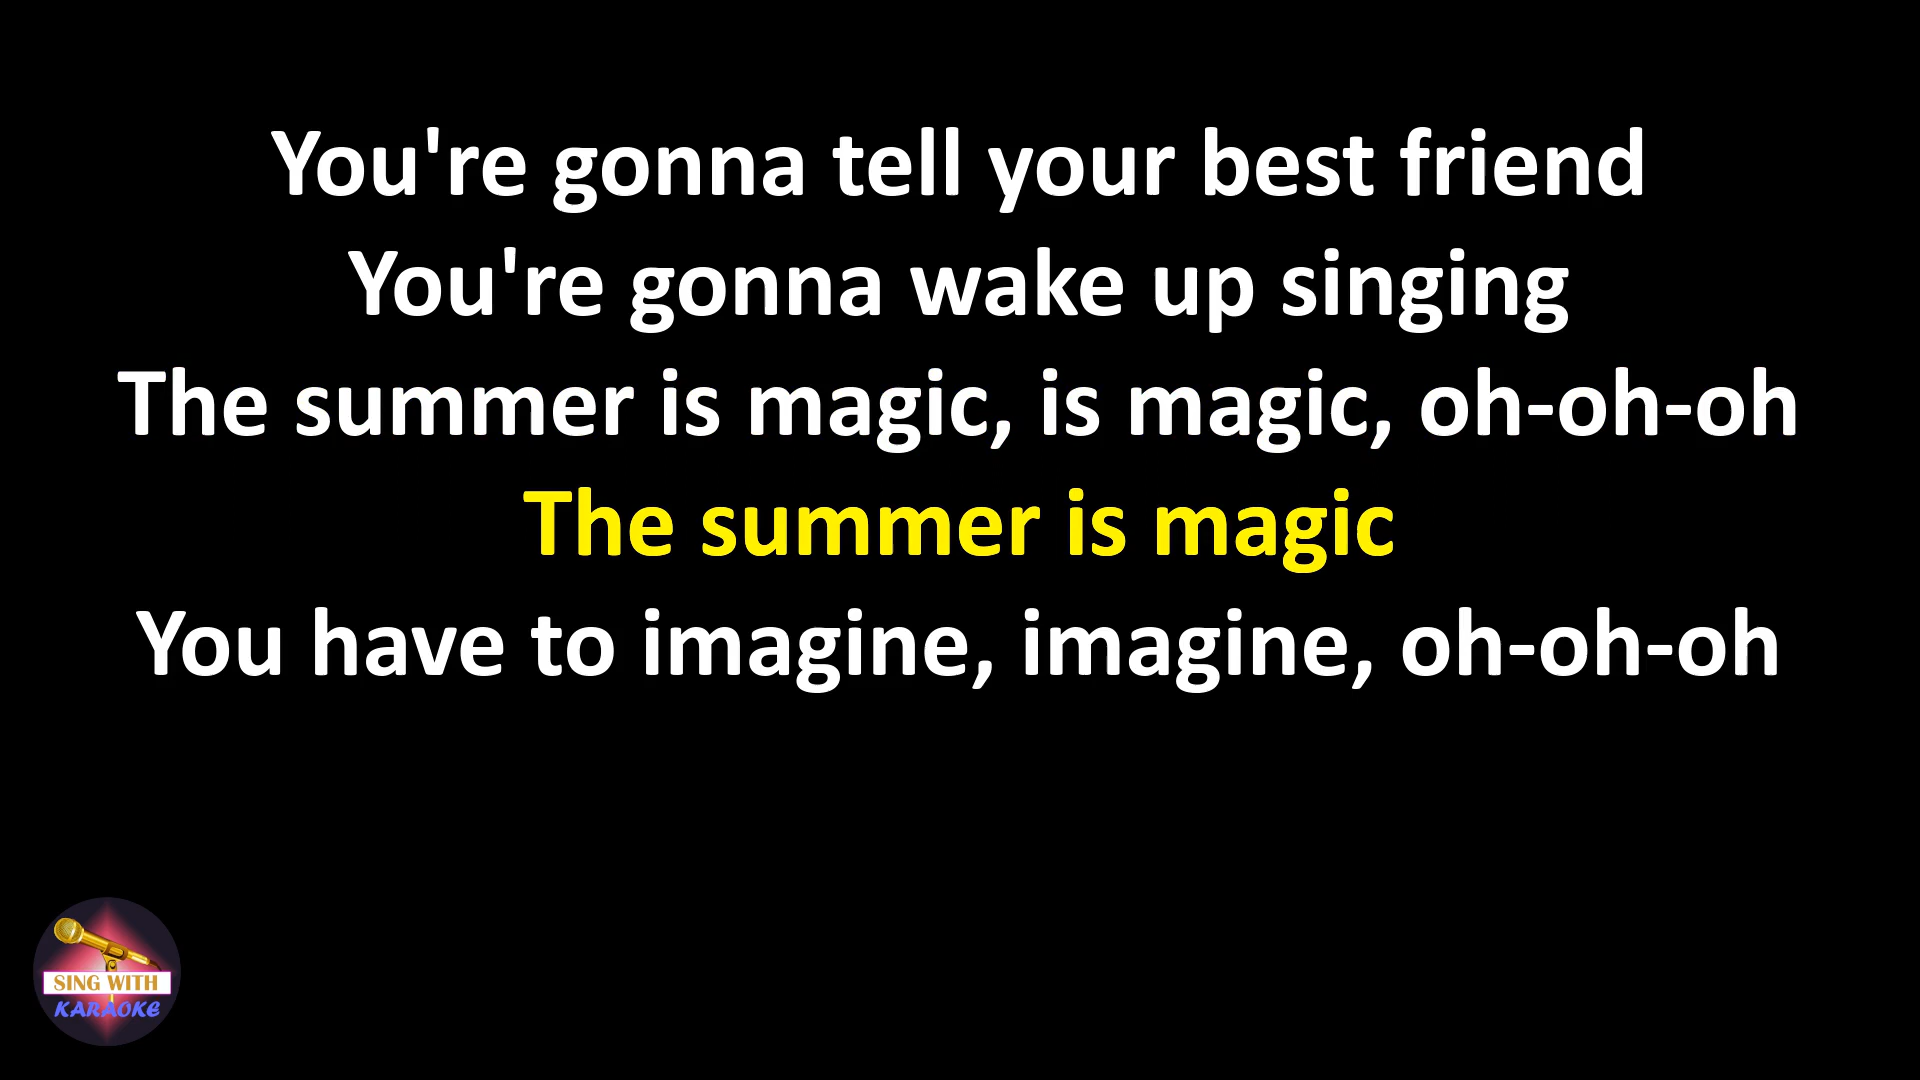 You're gonna tell your best friend
You're gonna wake up singing
The summer is magic, is magic, oh-oh-oh
The summer is magic
You have to imagine, imagine, oh-oh-oh
SING WITH
KARAOKE